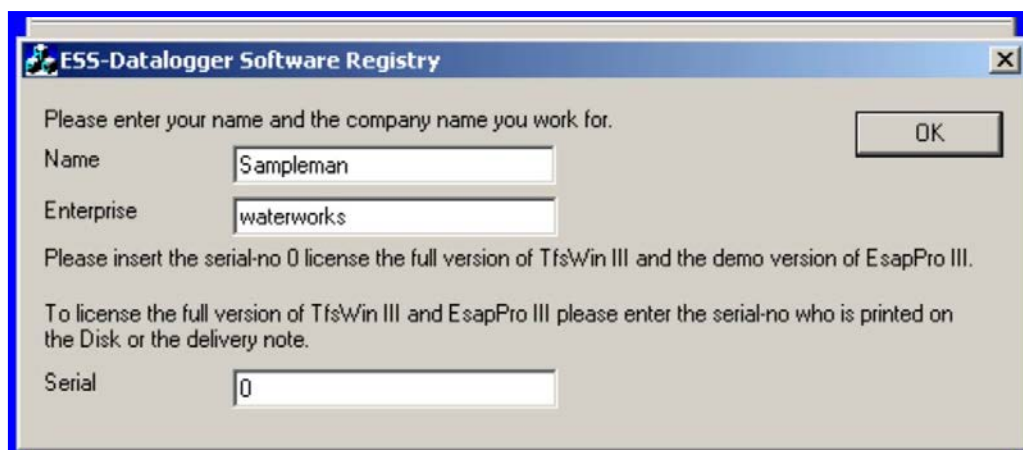 ESS-Datalogger Software Registry
Please enter your name and the company name you work for.
OK
Name
Sampleman
Enterprise
waterworks
Please insert the serial-no 0 license the full version of TfsWin III and the demo version of EsapPro III.
To license the full version of TfsWin III and EsapPro III please enter the serial-no who is printed on
the Disk or the delivery note.
Serial
0